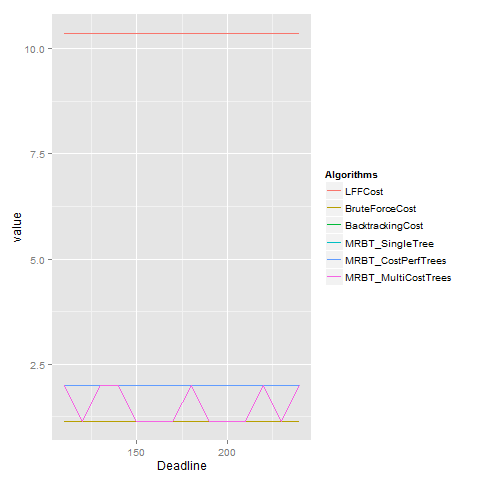 10.0
7.5
5.0
2.5
value
150
200
Deadline
Algorithms
LFFCost
BruteForceCost
BacktrackingCost
MRBT_SingleTree
MRBT_CostPerfTrees
MRBT_MultiCostTrees